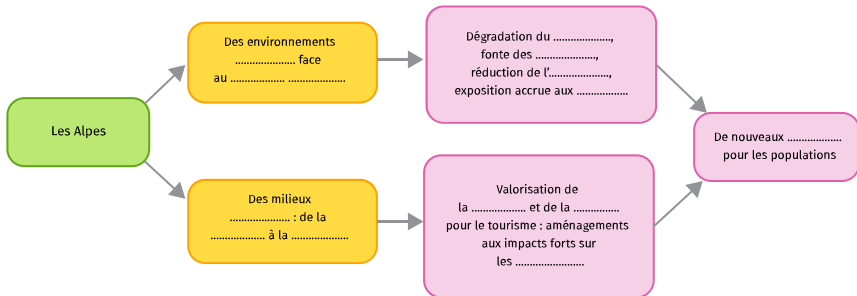 Les Alpes
Des environnements
..................... face
au ................... ....................
Dégradation du ....................,
fonte des .....................,
réduction de l’.....................,
exposition accrue aux ..................
De nouveaux ...................
pour les populations
Des milieux
..................... : de la
................... à la ....................
Valorisation de
la ................... et de la ................
pour le tourisme : aménagements
aux impacts forts sur
les ........................